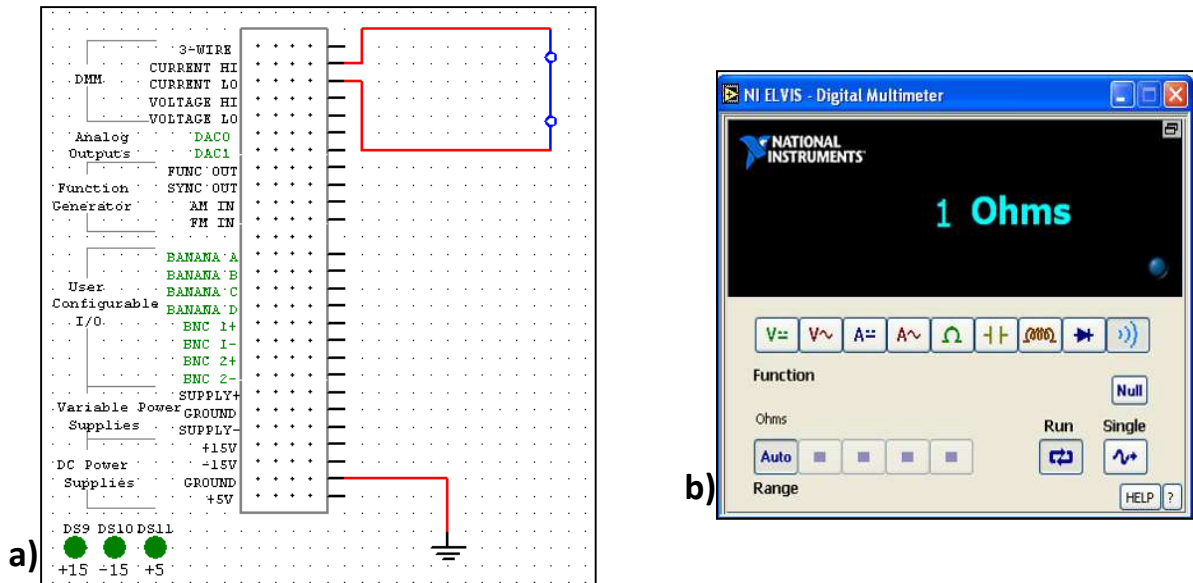 3-WIRE
CURRENT HI
DMM
CURRENT LO
VOLTAGE HI
VOLTAGE LO
Analog
DAC0
Outputs
DAC1
FUNC OUT
Function
SYNC OUT
Generator
AM IN
FM IN
BANANA A
BANANA B
User
BANANA C
Configurable
BANANA D
I/O
BNC 1+
BNC 1-
BNC 2+
BNC 2-
SUPPLY+
Variable Power
GROUND
Supplies
SUPPLY-
+15V
DC Power
-15V
Supplies
GROUND
+5V
DS9 DS10 DS11
+15 -15 +5
a)
NI ELVIS - Digital Multimeter
NATIONAL
INSTRUMENTS
1 Ohms
V= V~ A= A~ Ω
Function
Null
Ohms
Run Single
Auto
Range
HELP ?
b)